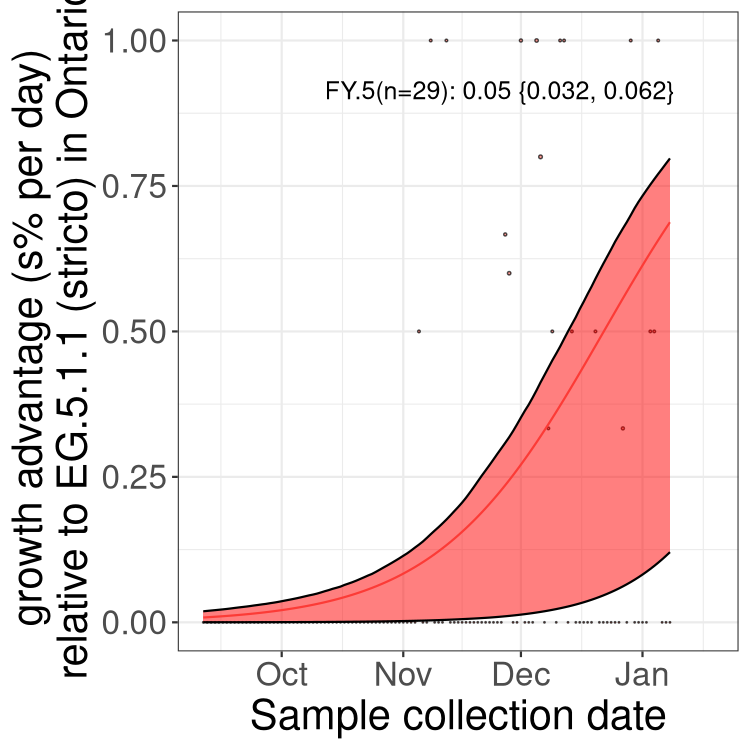 growth advantage (s% per day)
relative to EG.5.1.1 (stricto) in Ontario
1.00
FY.5(n=29): 0.05 {0.032, 0.062}
0.75
0.50
0.25
0.00
Oct Nov Dec Jan
Sample collection date